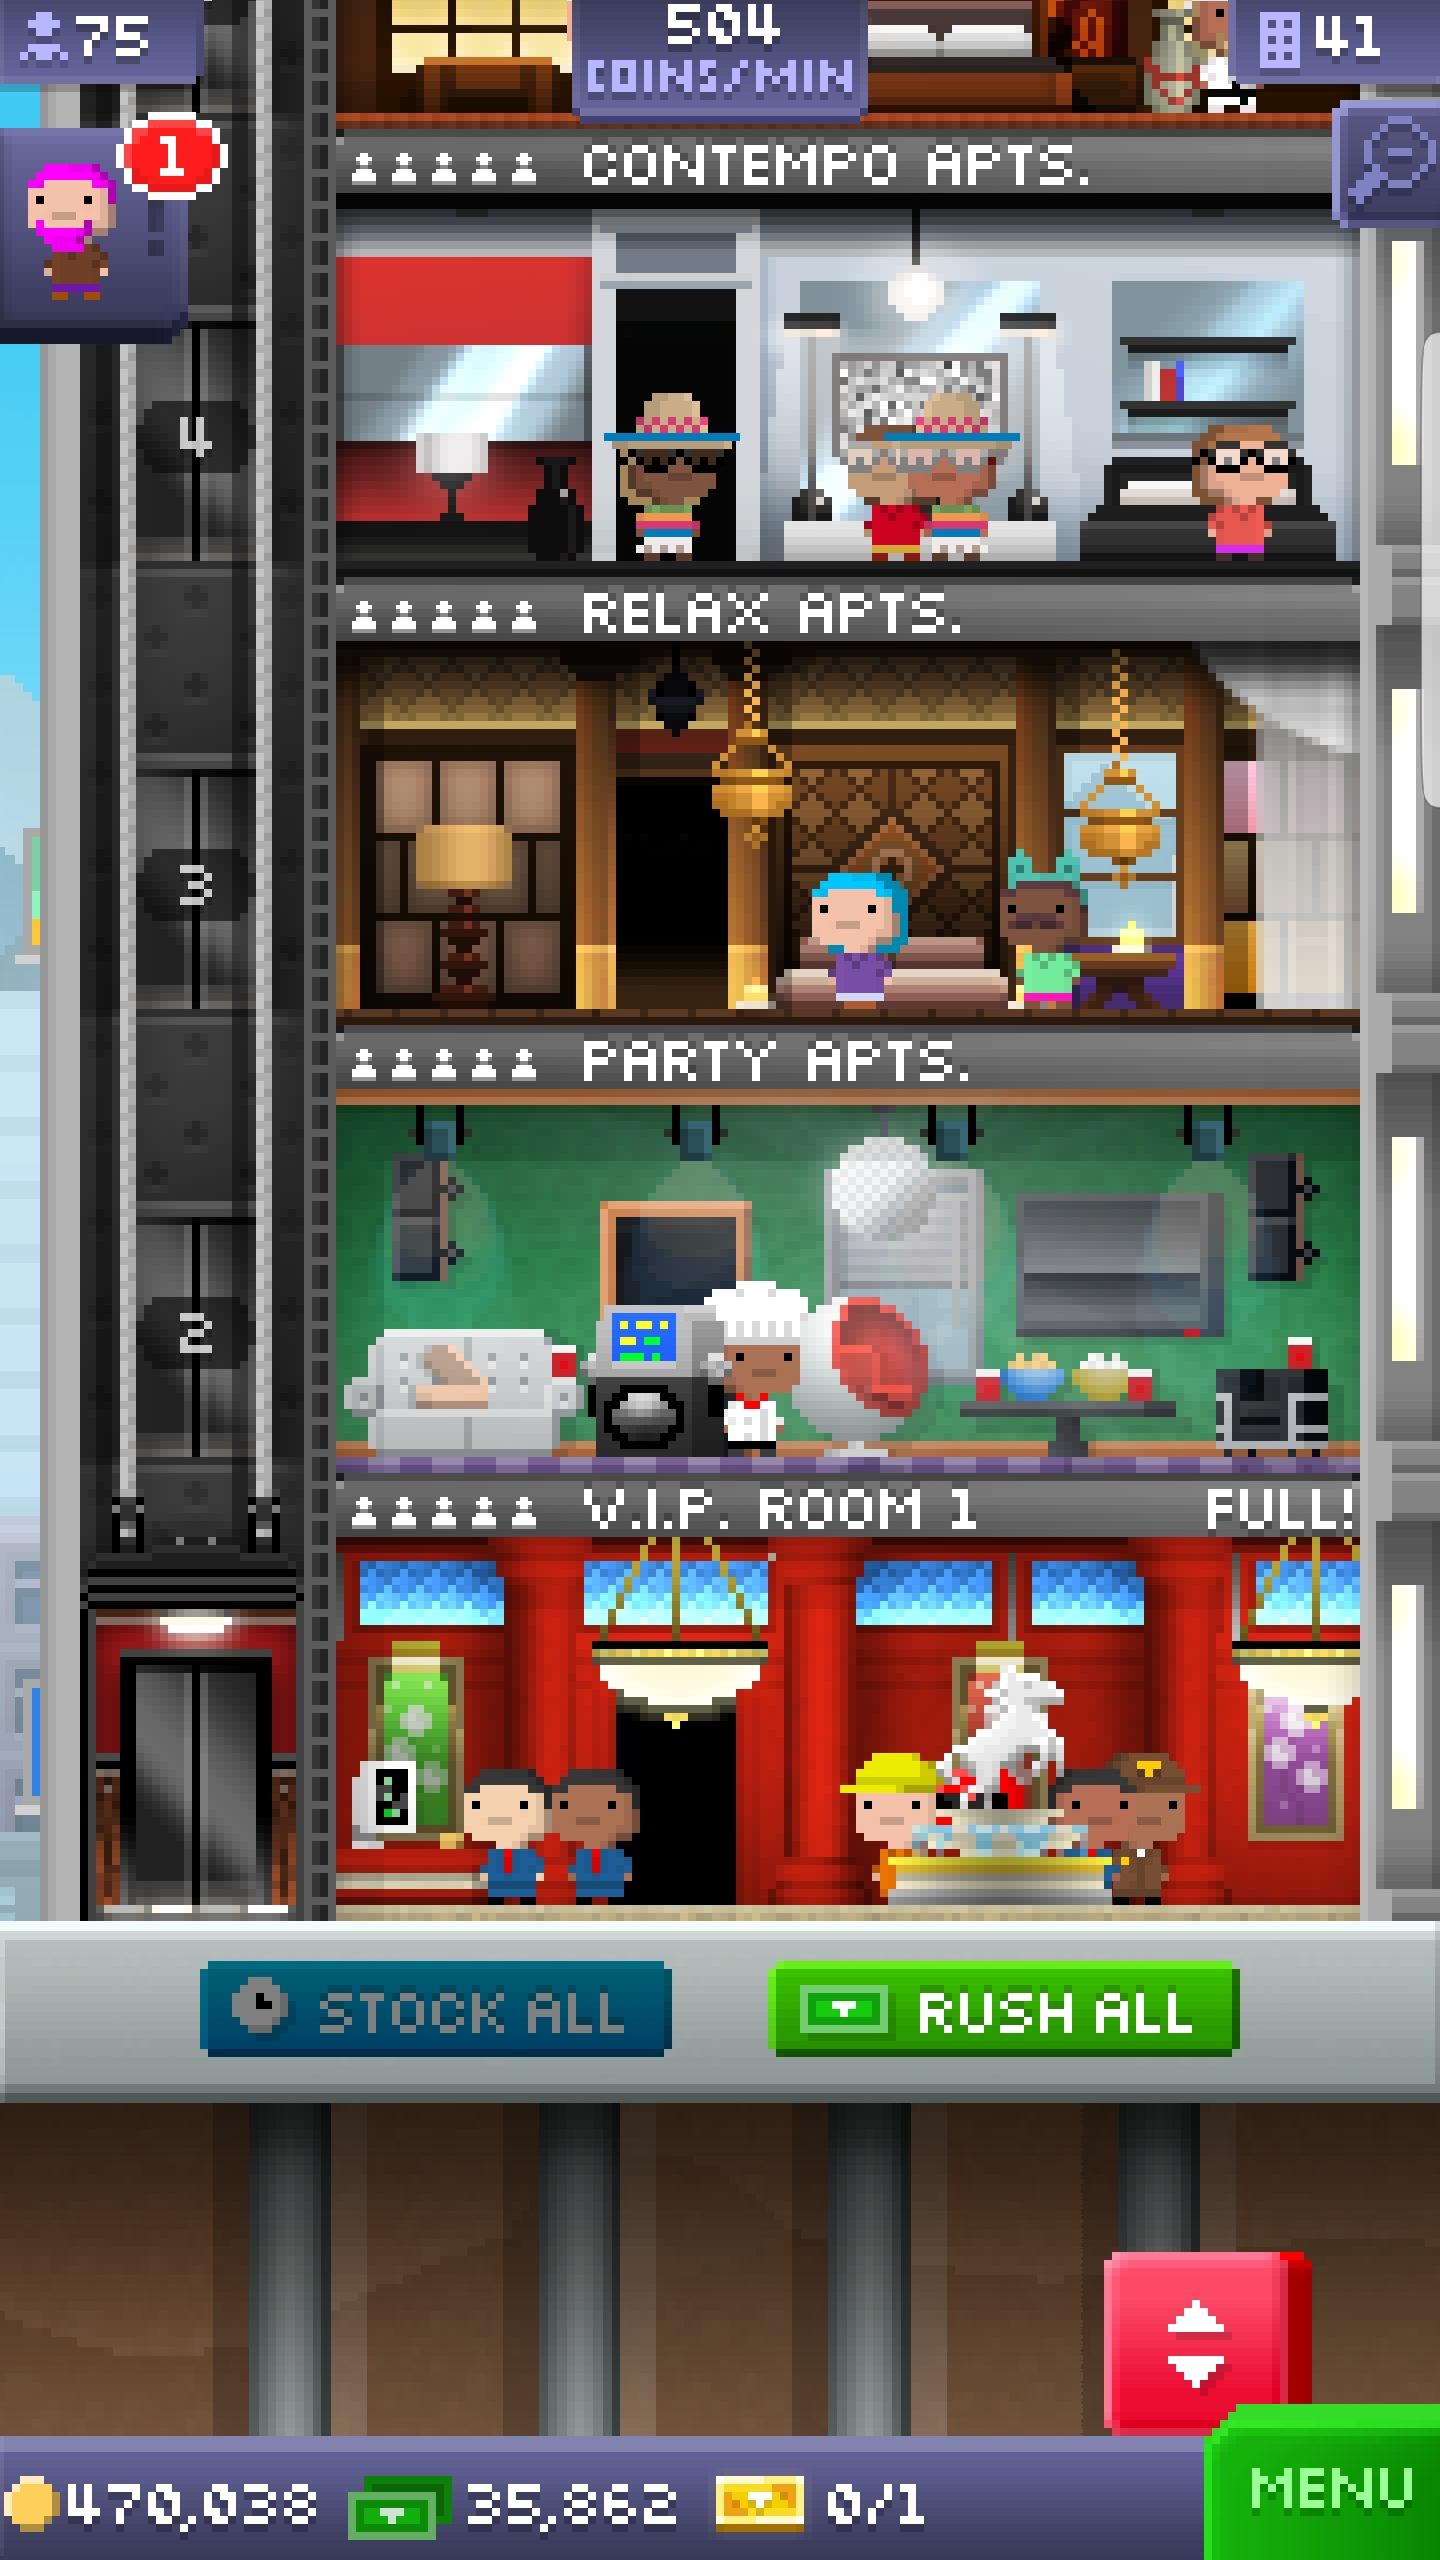 75
504
COINS/MIN
41
1
CONTEMPO APTS.
4
RELAX APTS.
3
PARTY APTS.
2
V.I.P. ROOM 1 FULL!
STOCK ALL
RUSH ALL
470,038 35,862 0/1
MENU